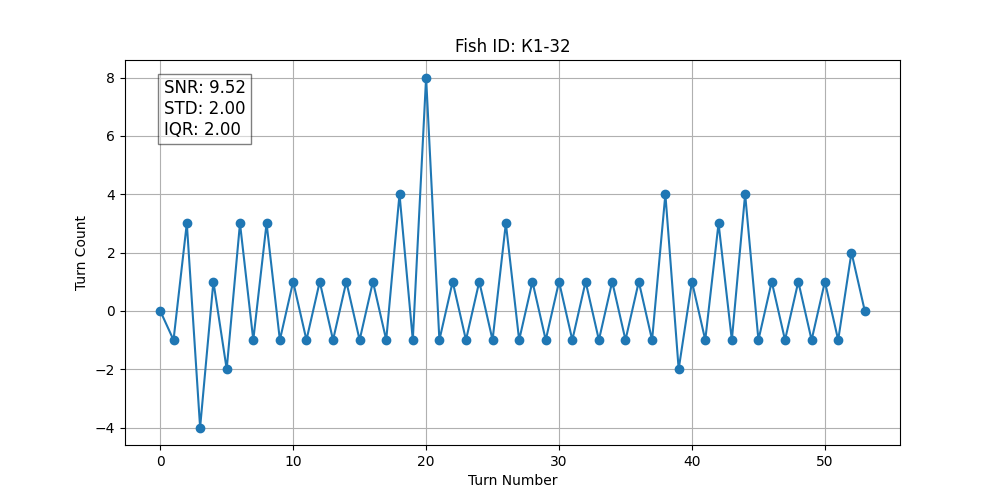 Fish ID: K1-32
SNR: 9.52
STD: 2.00
IQR: 2.00
8
6
4
2
0
−2
−4
Turn Count
0 10 20 30 40 50
Turn Number